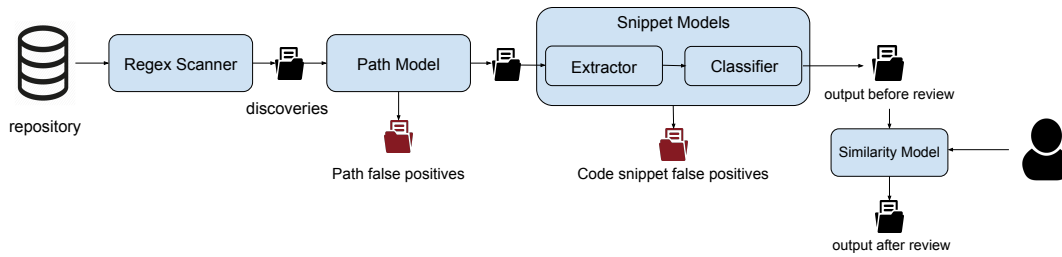 Snippet Models
Regex Scanner
Path Model
Extractor
Classifier
discoveries
output before review
repository
Similarity Model
Path false positives
Code snippet false positives
output after review